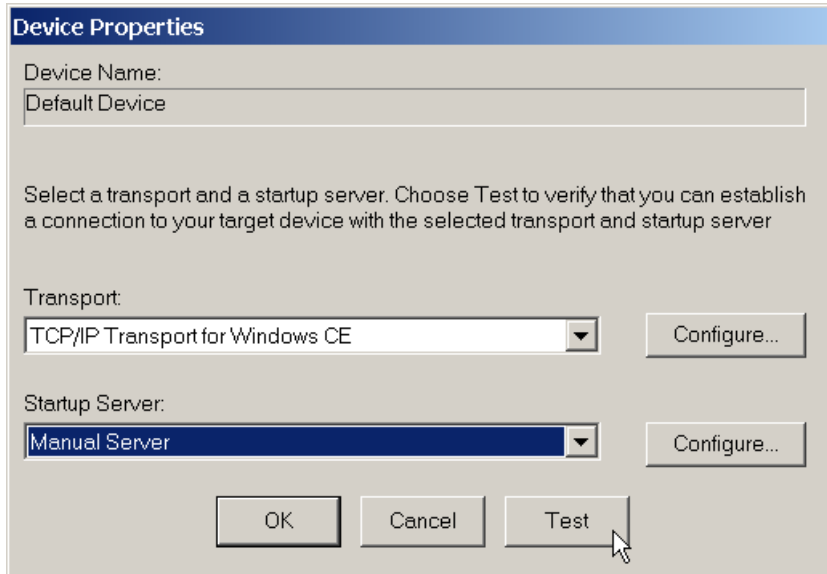 Device Properties
Device Name:
Default Device
Select a transport and a startup server. Choose Test to verify that you can establish
a connection to your target device with the selected transport and startup server
Transport:
TCP/IP Transport for Windows CE
Configure...
Startup Server:
Manual Server
Configure...
OK Cancel Test